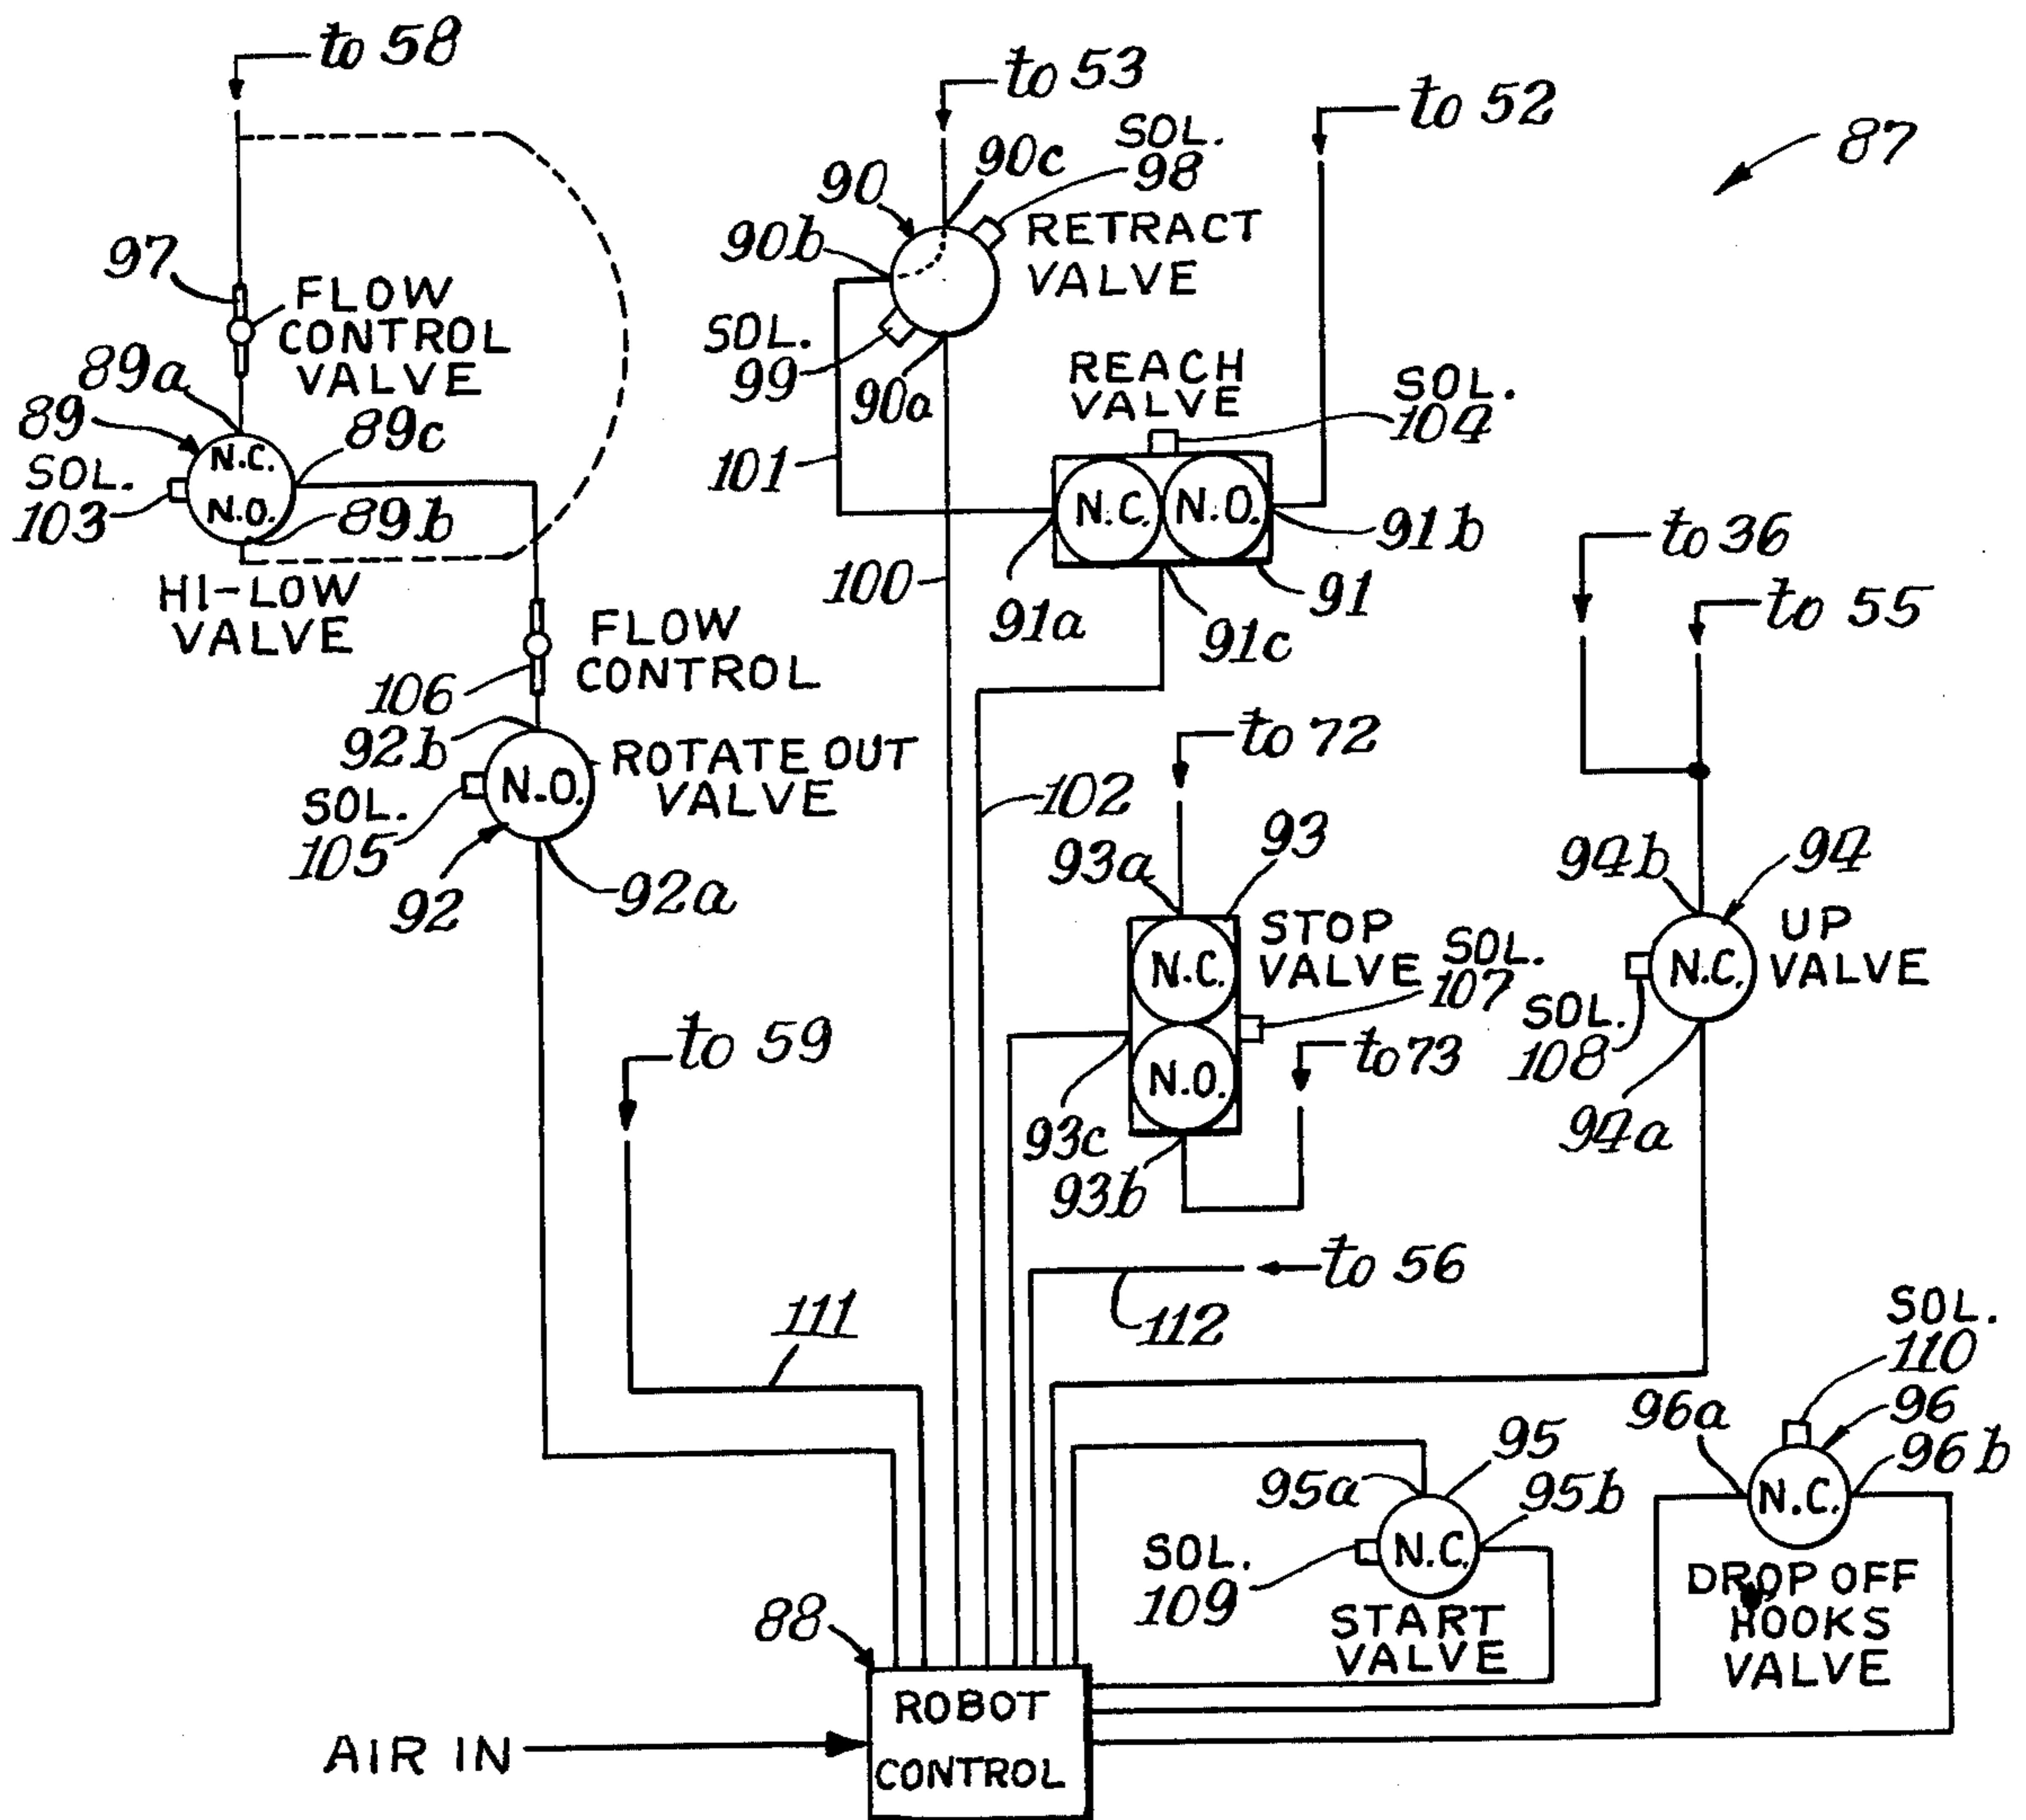 to 58
to 53
to 52
87
SOL.
98
90c
90
90b
RETRACT
VALVE
97
FLOW
CONTROL
VALVE
SOL.
99
90a
89a
89
89c
N.C.
N.O.
SOL.
103
89b
HI-LOW
VALVE
REACH
VALVE
SOL.
104
101
N.C.
N.O.
91b
91a
91
91c
100
to 36
to 55
FLOW
CONTROL
106
92b
N.O.
ROTATE OUT
VALVE
SOL.
105
92
92a
102
to 72
93a
93
N.C.
N.O.
STOP
VALVE
SOL.
107
93c
93b
to 73
94b
94
N.C.
UP
VALVE
SOL.
108
94a
to 59
111
to 56
112
SOL.
110
96a
96
96b
N.C.
DROP OFF
HOOKS
VALVE
95
95a
95b
N.C.
SOL.
109
START
VALVE
88
ROBOT
CONTROL
AIR IN